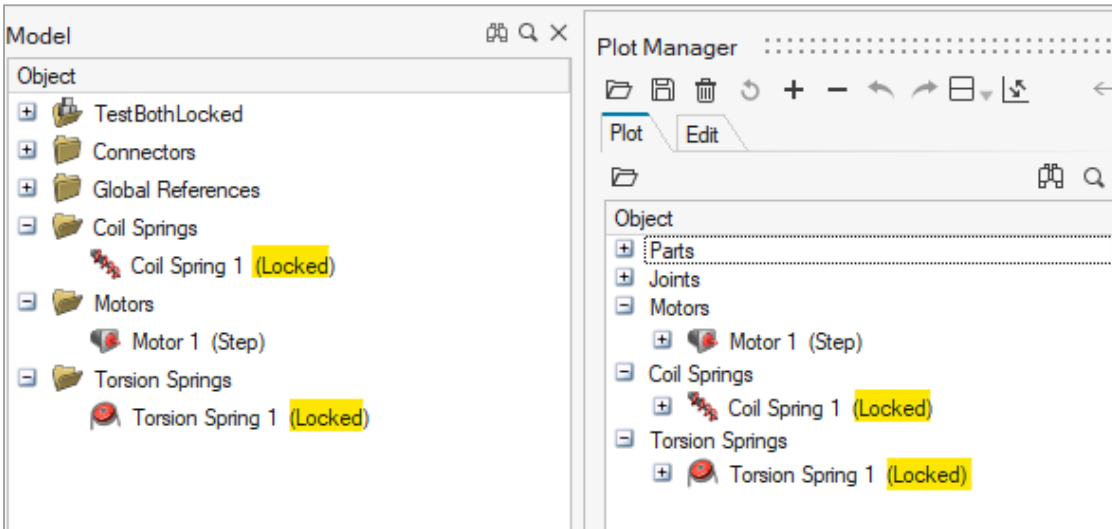 Model
Object
TestBothLocked
Connectors
Global References
Coil Springs
Coil Spring 1 (Locked)
Motors
Motor 1 (Step)
Torsion Springs
Torsion Spring 1 (Locked)
Plot Manager
Plot Edit
Object
Parts
Joints
Motors
Motor 1 (Step)
Coil Springs
Coil Spring 1 (Locked)
Torsion Springs
Torsion Spring 1 (Locked)